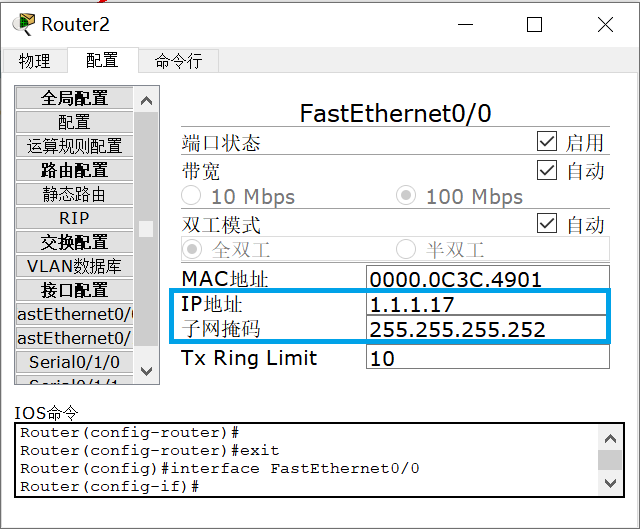 Router2
物理 配置 命令行
全局配置
配置
运算规则配置
路由配置
静态路由
RIP
交换配置
VLAN数据库
接口配置
astEthernet0/0
astEthernet0/
Serial0/1/0
Serial0/1/1
FastEthernet0/0
端口状态 启用
带宽 自动
10 Mbps 100 Mbps
双工模式 自动
全双工 半双工
MAC地址 0000.0C3C.4901
IP地址 1.1.1.17
子网掩码 255.255.255.252
Tx Ring Limit 10
IOS命令
Router(config-router)#
Router(config-router)#exit
Router(config)#interface FastEthernet0/0
Router(config-if)#